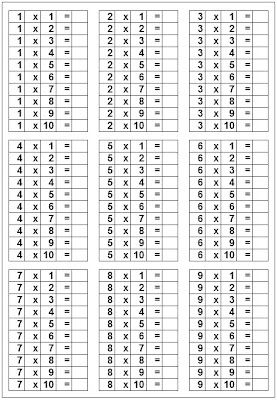 1 x 1 =
1 x 2 =
1 x 3 =
1 x 4 =
1 x 5 =
1 x 6 =
1 x 7 =
1 x 8 =
1 x 9 =
1 x 10 =
2 x 1 =
2 x 2 =
2 x 3 =
2 x 4 =
2 x 5 =
2 x 6 =
2 x 7 =
2 x 8 =
2 x 9 =
2 x 10 =
3 x 1 =
3 x 2 =
3 x 3 =
3 x 4 =
3 x 5 =
3 x 6 =
3 x 7 =
3 x 8 =
3 x 9 =
3 x 10 =
4 x 1 =
4 x 2 =
4 x 3 =
4 x 4 =
4 x 5 =
4 x 6 =
4 x 7 =
4 x 8 =
4 x 9 =
4 x 10 =
5 x 1 =
5 x 2 =
5 x 3 =
5 x 4 =
5 x 5 =
5 x 6 =
5 x 7 =
5 x 8 =
5 x 9 =
5 x 10 =
6 x 1 =
6 x 2 =
6 x 3 =
6 x 4 =
6 x 5 =
6 x 6 =
6 x 7 =
6 x 8 =
6 x 9 =
6 x 10 =
7 x 1 =
7 x 2 =
7 x 3 =
7 x 4 =
7 x 5 =
7 x 6 =
7 x 7 =
7 x 8 =
7 x 9 =
7 x 10 =
8 x 1 =
8 x 2 =
8 x 3 =
8 x 4 =
8 x 5 =
8 x 6 =
8 x 7 =
8 x 8 =
8 x 9 =
8 x 10 =
9 x 1 =
9 x 2 =
9 x 3 =
9 x 4 =
9 x 5 =
9 x 6 =
9 x 7 =
9 x 8 =
9 x 9 =
9 x 10 =